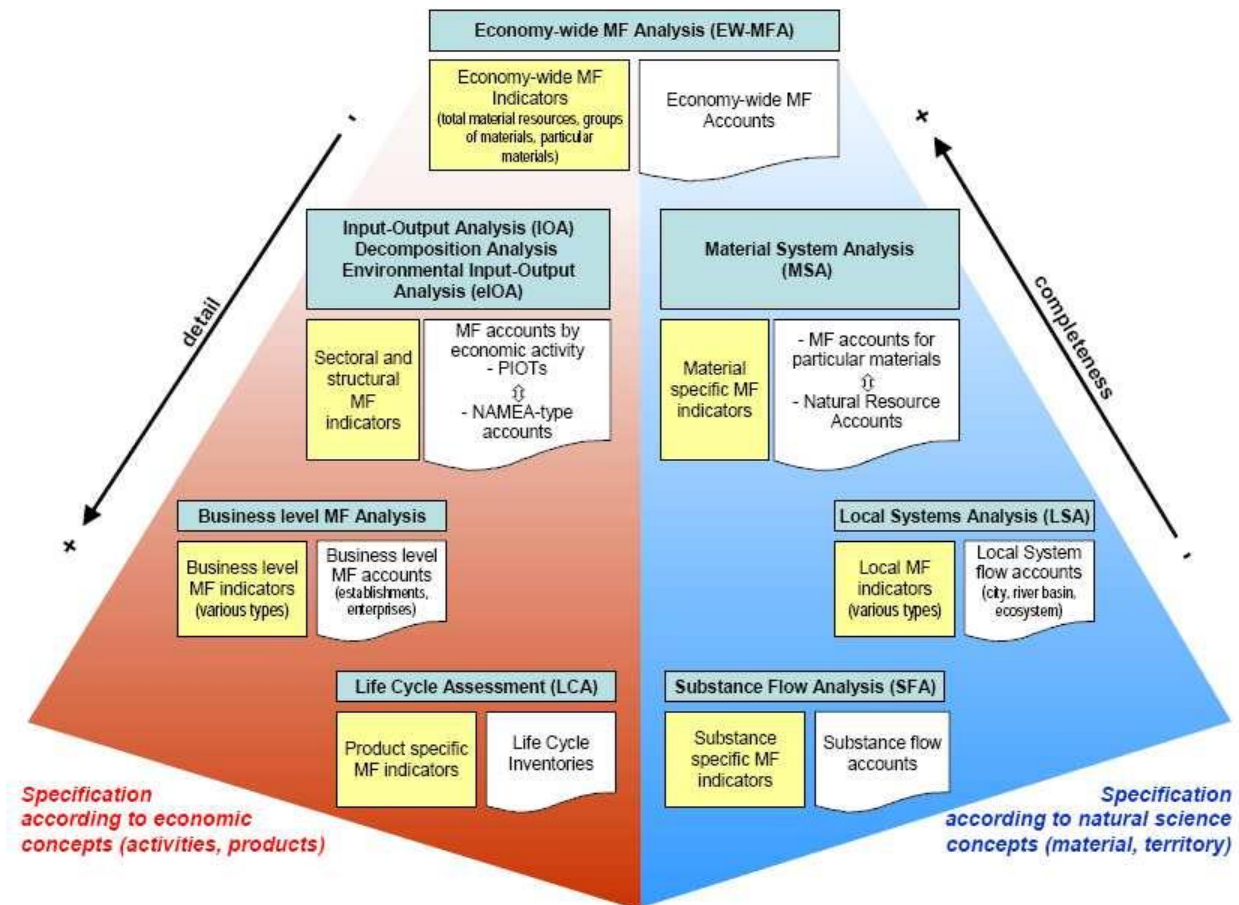 Economy-wide MF Analysis (EW-MFA)
Economy-wide MF
Indicators
(total material resources, groups
of materials, particular
materials)
Economy-wide MF
Accounts
-
+
detail
completeness
+
-
Input-Output Analysis (IOA)
Decomposition Analysis
Environmental Input-Output
Analysis (eIOA)
Material System Analysis
(MSA)
Sectoral and
structural
MF
indicators
MF accounts by
economic activity
- PIOTs
⇕
- NAMEA-type
accounts
Material
specific MF
indicators
- MF accounts for
particular materials
⇕
- Natural Resource
Accounts
Business level MF Analysis
Business level
MF indicators
(various types)
Business level
MF accounts
(establishments,
enterprises)
Local Systems Analysis (LSA)
Local MF
indicators
(various types)
Local System
flow accounts
(city, river basin,
ecosystem)
Life Cycle Assessment (LCA)
Product specific
MF indicators
Life Cycle
Inventories
Substance Flow Analysis (SFA)
Substance
specific MF
indicators
Substance flow
accounts
Specification
according to economic
concepts (activities, products)
Specification
according to natural science
concepts (material, territory)